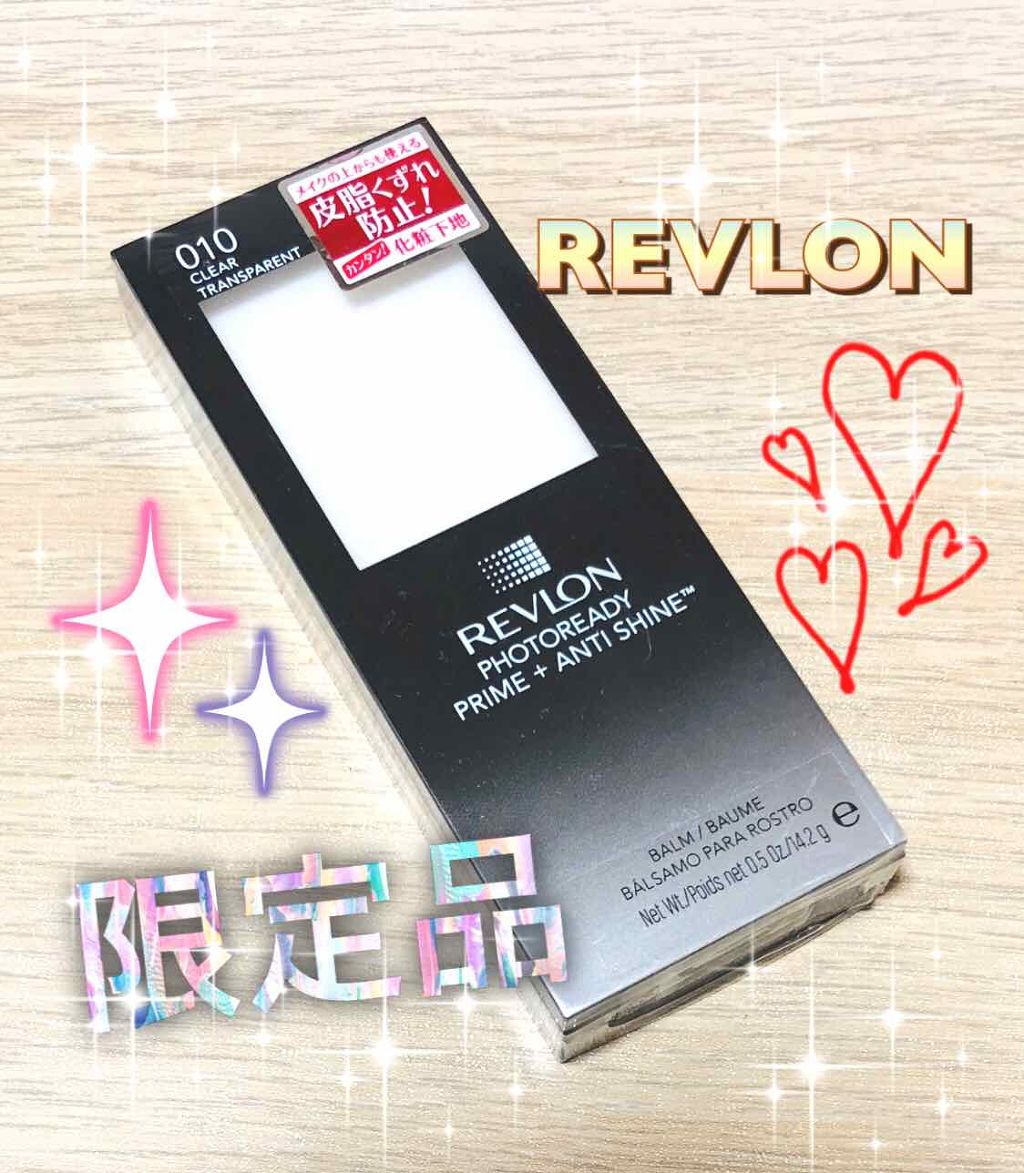 メイクの上からも使える
皮脂くずれ
防止!
カンタン! 化粧下地
010
CLEAR
TRANSPARENT
REVLON
REVLON
PHOTOREADY
PRIME + ANTI SHINE™
BALM / BAUME
BÁLSAMO PARA ROSTRO
Net Wt./Poids net 0.5 Oz/14.2 g e
限定品